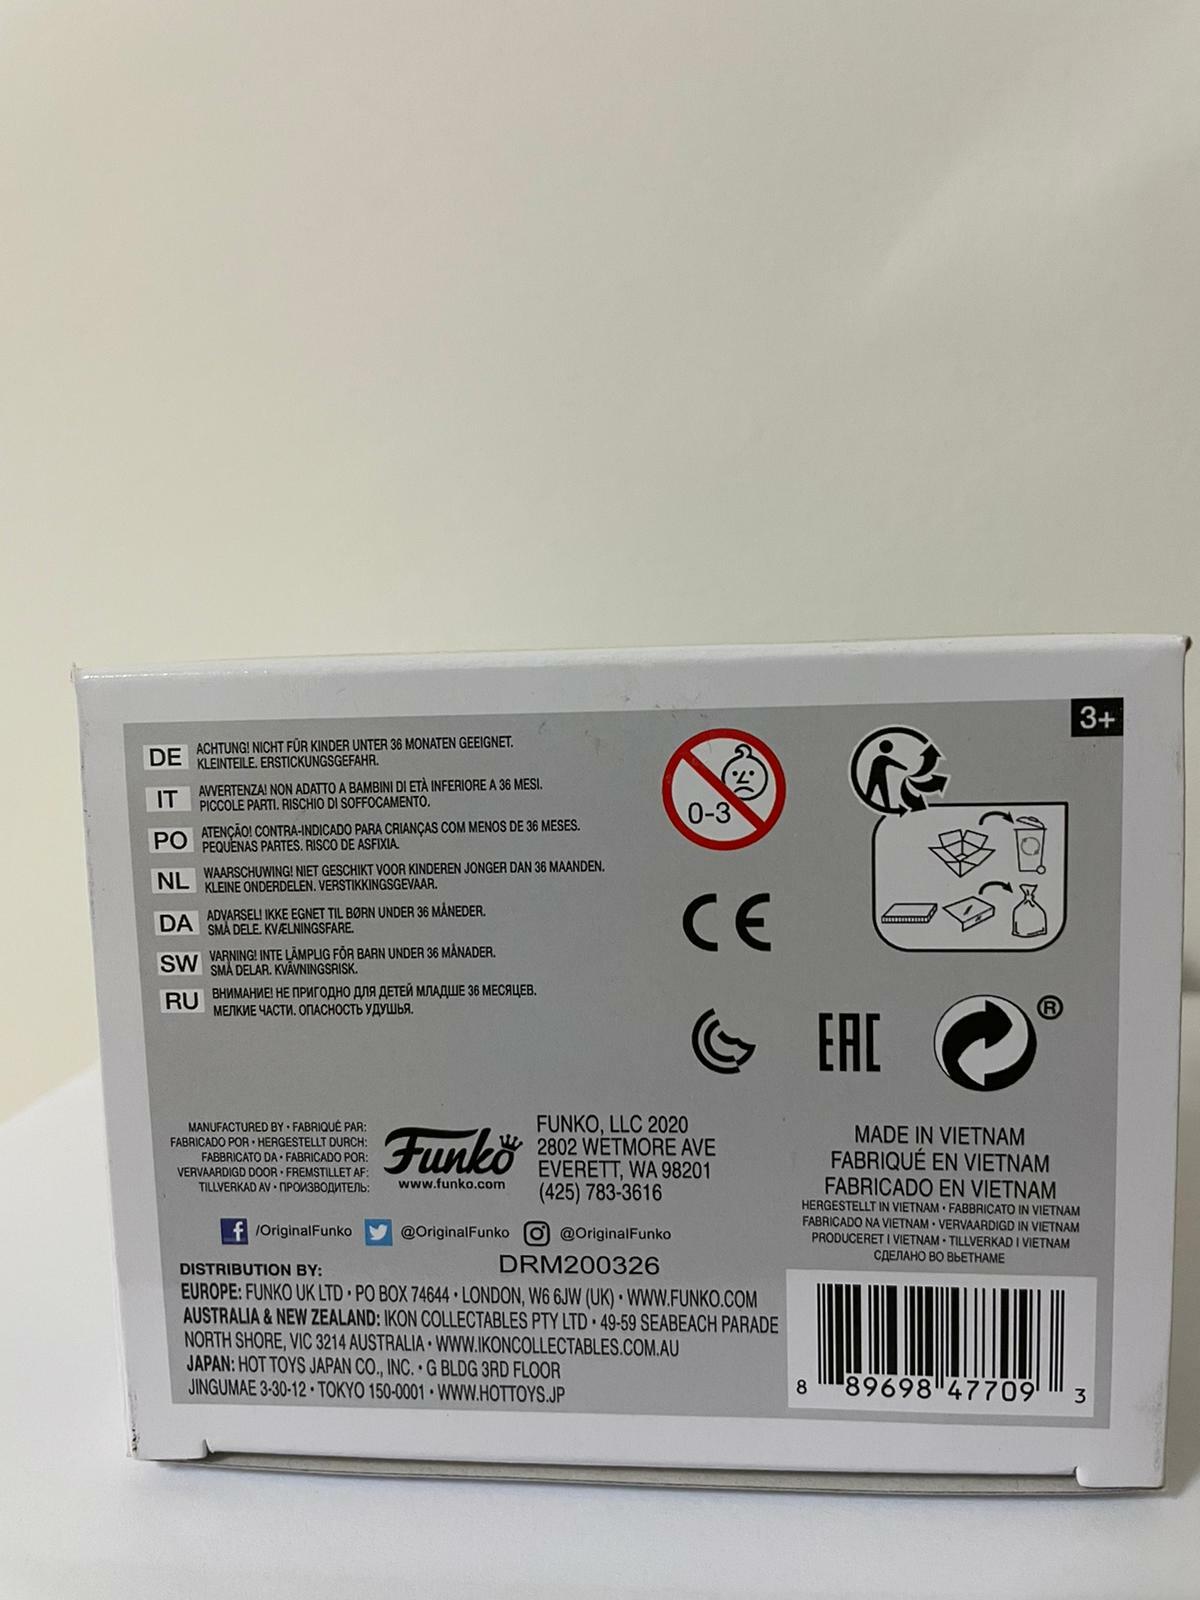 3+
DE ACHTUNG! NICHT FÜR KINDER UNTER 36 MONATEN GEEIGNET.
KLEINTEILE. ERSTICKUNGSGEFAHR.
IT AVVERTENZA! NON ADATTO A BAMBINI DI ETÀ INFERIORE A 36 MESI.
PICCOLE PARTI. RISCHIO DI SOFFOCAMENTO.
PO ATENÇÃO! CONTRA-INDICADO PARA CRIANÇAS COM MENOS DE 36 MESES.
PEQUENAS PARTES. RISCO DE ASFIXIA.
NL WAARSCHUWING! NIET GESCHIKT VOOR KINDEREN JONGER DAN 36 MAANDEN.
KLEINE ONDERDELEN. VERSTIKKINGSGEVAAR.
DA ADVARSEL! IKKE EGNET TIL BØRN UNDER 36 MÅNEDER.
SMÅ DELE. KVÆLNINGSFARE.
SW VARNING! INTE LÄMPLIG FÖR BARN UNDER 36 MÅNADER.
SMÅ DELAR. KVÄVNINGSRISK.
RU ВНИМАНИЕ! НЕ ПРИГОДНО ДЛЯ ДЕТЕЙ МЛАДШЕ 36 МЕСЯЦЕВ.
МЕЛКИЕ ЧАСТИ. ОПАСНОСТЬ УДУШЬЯ.
0-3
CE
EAC
®
MANUFACTURED BY • FABRIQUÉ PAR:
FABRICADO POR • HERGESTELLT DURCH:
FABBRICATO DA • FABRICADO POR:
VERVAARDIGD DOOR • FREMSTILLET AF:
TILLVERKAD AV • ПРОИЗВОДИТЕЛЬ:
Funko
www.funko.com
FUNKO, LLC 2020
2802 WETMORE AVE
EVERETT, WA 98201
(425) 783-3616
MADE IN VIETNAM
FABRIQUÉ EN VIETNAM
FABRICADO EN VIETNAM
HERGESTELLT IN VIETNAM • FABBRICATO IN VIETNAM
FABRICADO NA VIETNAM • VERVAARDIGD IN VIETNAM
PRODUCERET I VIETNAM • TILLVERKAD I VIETNAM
СДЕЛАНО ВО ВЬЕТНАМЕ
/OriginalFunko @OriginalFunko @OriginalFunko
DRM200326
DISTRIBUTION BY:
EUROPE: FUNKO UK LTD • PO BOX 74644 • LONDON, W6 6JW (UK) • WWW.FUNKO.COM
AUSTRALIA & NEW ZEALAND: IKON COLLECTABLES PTY LTD • 49-59 SEABEACH PARADE
NORTH SHORE, VIC 3214 AUSTRALIA • WWW.IKONCOLLECTABLES.COM.AU
JAPAN: HOT TOYS JAPAN CO., INC. • G BLDG 3RD FLOOR
JINGUMAE 3-30-12 • TOKYO 150-0001 • WWW.HOTTOYS.JP
8 89698 47709 3